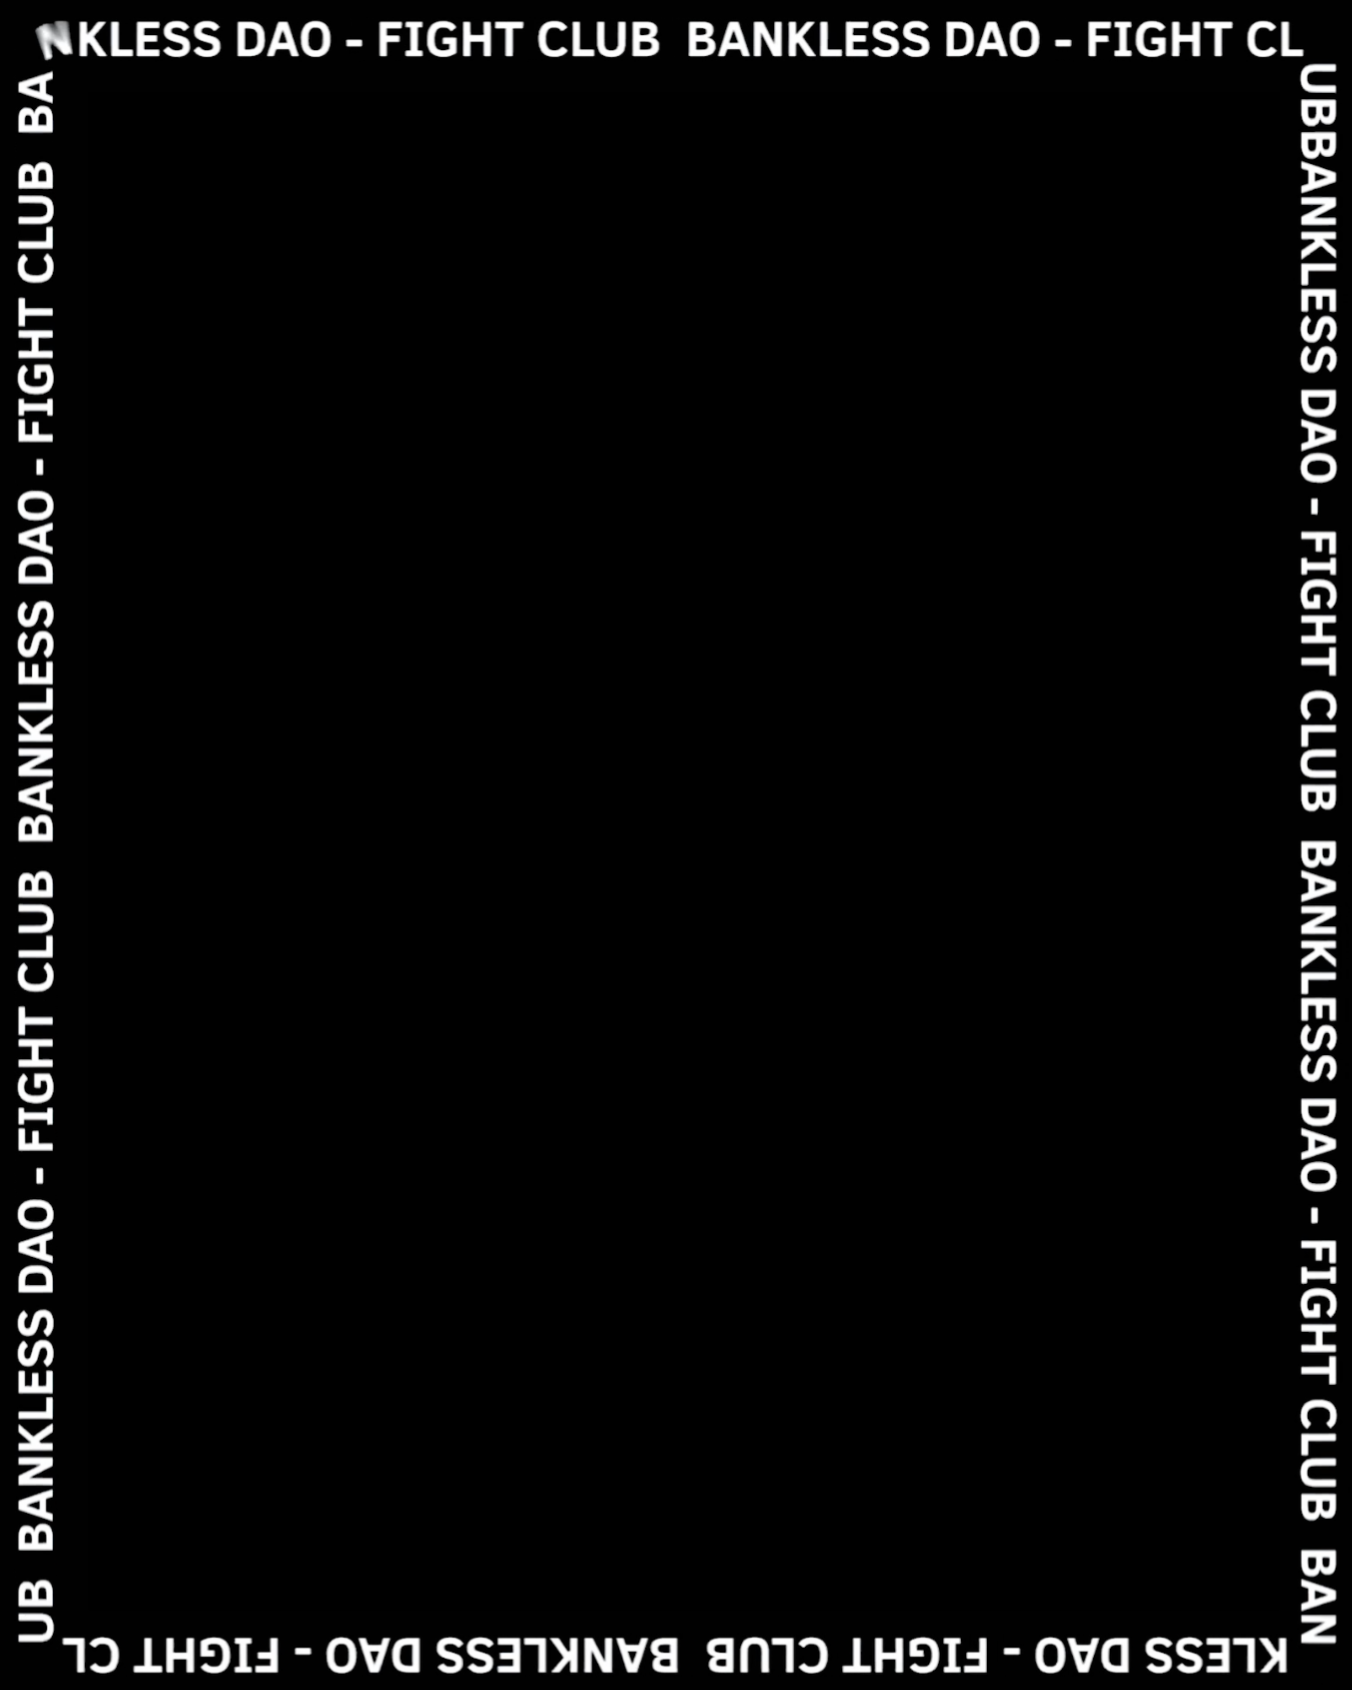 NKLESS DAO - FIGHT CLUB BANKLESS DAO - FIGHT CL
UBBANKLESS DAO - FIGHT CLUB BANKLESS DAO - FIGHT CLUB BAN
KLESS DAO - FIGHT CLUB BANKLESS DAO - FIGHT CL
UB BANKLESS DAO - FIGHT CLUB BANKLESS DAO - FIGHT CLUB BA